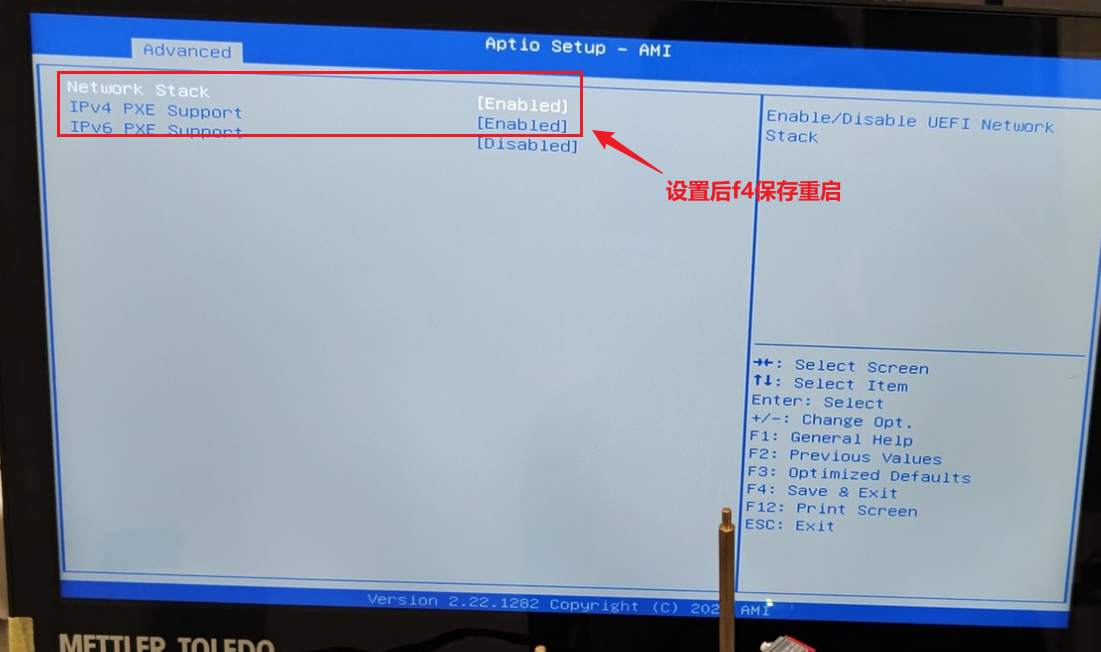 Aptio Setup - AMI
Advanced
Network Stack [Enabled]
IPv4 PXE Support [Enabled]
IPv6 PXE Support [Disabled]
Enable/Disable UEFI Network
Stack
设置后f4保存重启
→←: Select Screen
↑↓: Select Item
Enter: Select
+/-: Change Opt.
F1: General Help
F2: Previous Values
F3: Optimized Defaults
F4: Save & Exit
F12: Print Screen
ESC: Exit
Version 2.22.1282 Copyright (C) 202 AMI
METTLER TOLEDO